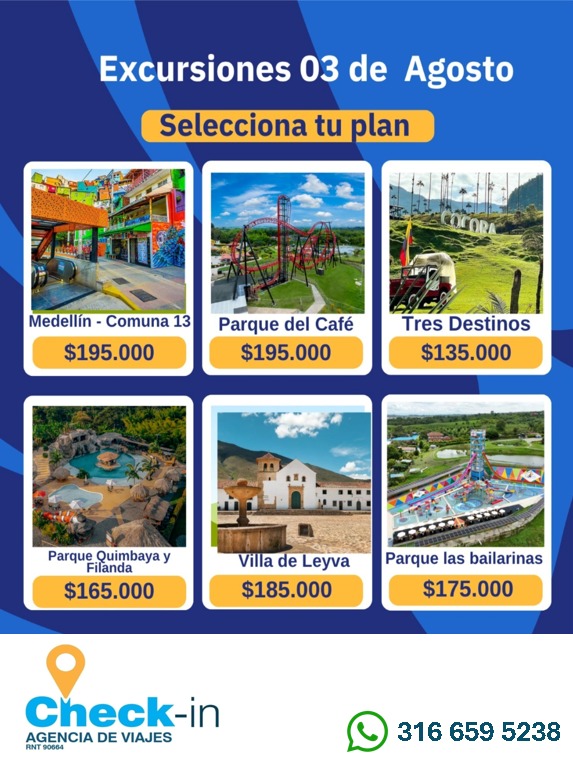 Excursiones 03 de Agosto
Selecciona tu plan
Medellín - Comuna 13
$195.000
Parque del Café
$195.000
COCORA
Tres Destinos
$135.000
Parque Quimbaya y
Filanda
$165.000
Villa de Leyva
$185.000
Parque las bailarinas
$175.000
Check-in
AGENCIA DE VIAJES
RNT 90664
316 659 5238